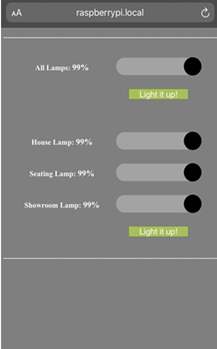 AA raspberrypi.local
All Lamps: 99%
Light it up!
House Lamp: 99%
Seating Lamp: 99%
Showroom Lamp: 99%
Light it up!